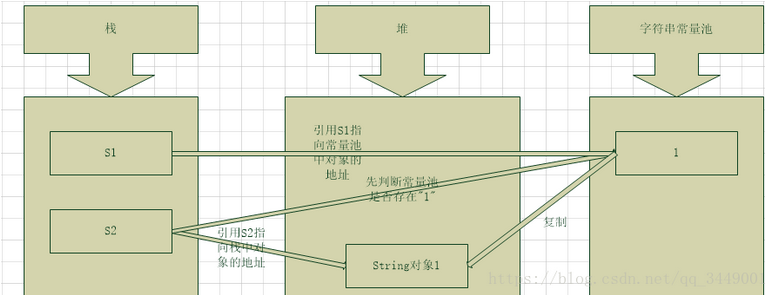 栈
堆
字符串常量池
S1
引用S1指
向常量池
中对象的
地址
1
先判断常量池
是否存在"1"
S2
引用S2指
向栈中对
象的地址
复制
String对象1
https://blog.csdn.net/qq_3449001